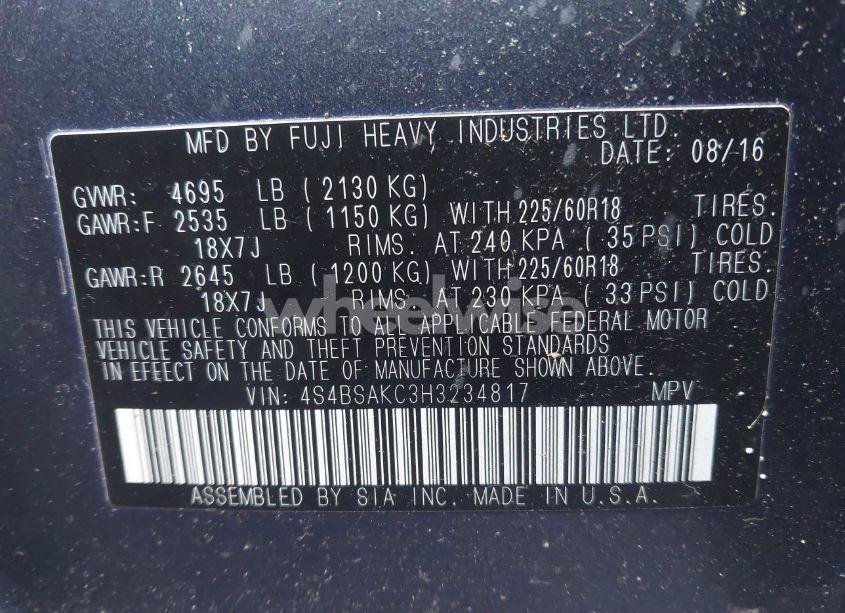 MFD BY FUJI HEAVY INDUSTRIES LTD.
DATE: 08/16
GVWR: 4695 LB (2130 KG)
GAWR:F 2535 LB (1150 KG) WITH 225/60R18 TIRES.
18X7J RIMS. AT 240 KPA (35 PSI) COLD
GAWR:R 2645 LB (1200 KG) WITH 225/60R18 TIRES.
18X7J RIMS AT 230 KPA (33 PSI) COLD
wheelwise
THIS VEHICLE CONFORMS TO ALL APPLICABLE FEDERAL MOTOR
VEHICLE SAFETY AND THEFT PREVENTION STANDARDS
IN EFFECT ON THE DATE OF MANUFACTURE SHOWN ABOVE.
VIN: 4S4BSAKC3H3234817 MPV
ASSEMBLED BY SIA INC. MADE IN U.S.A.